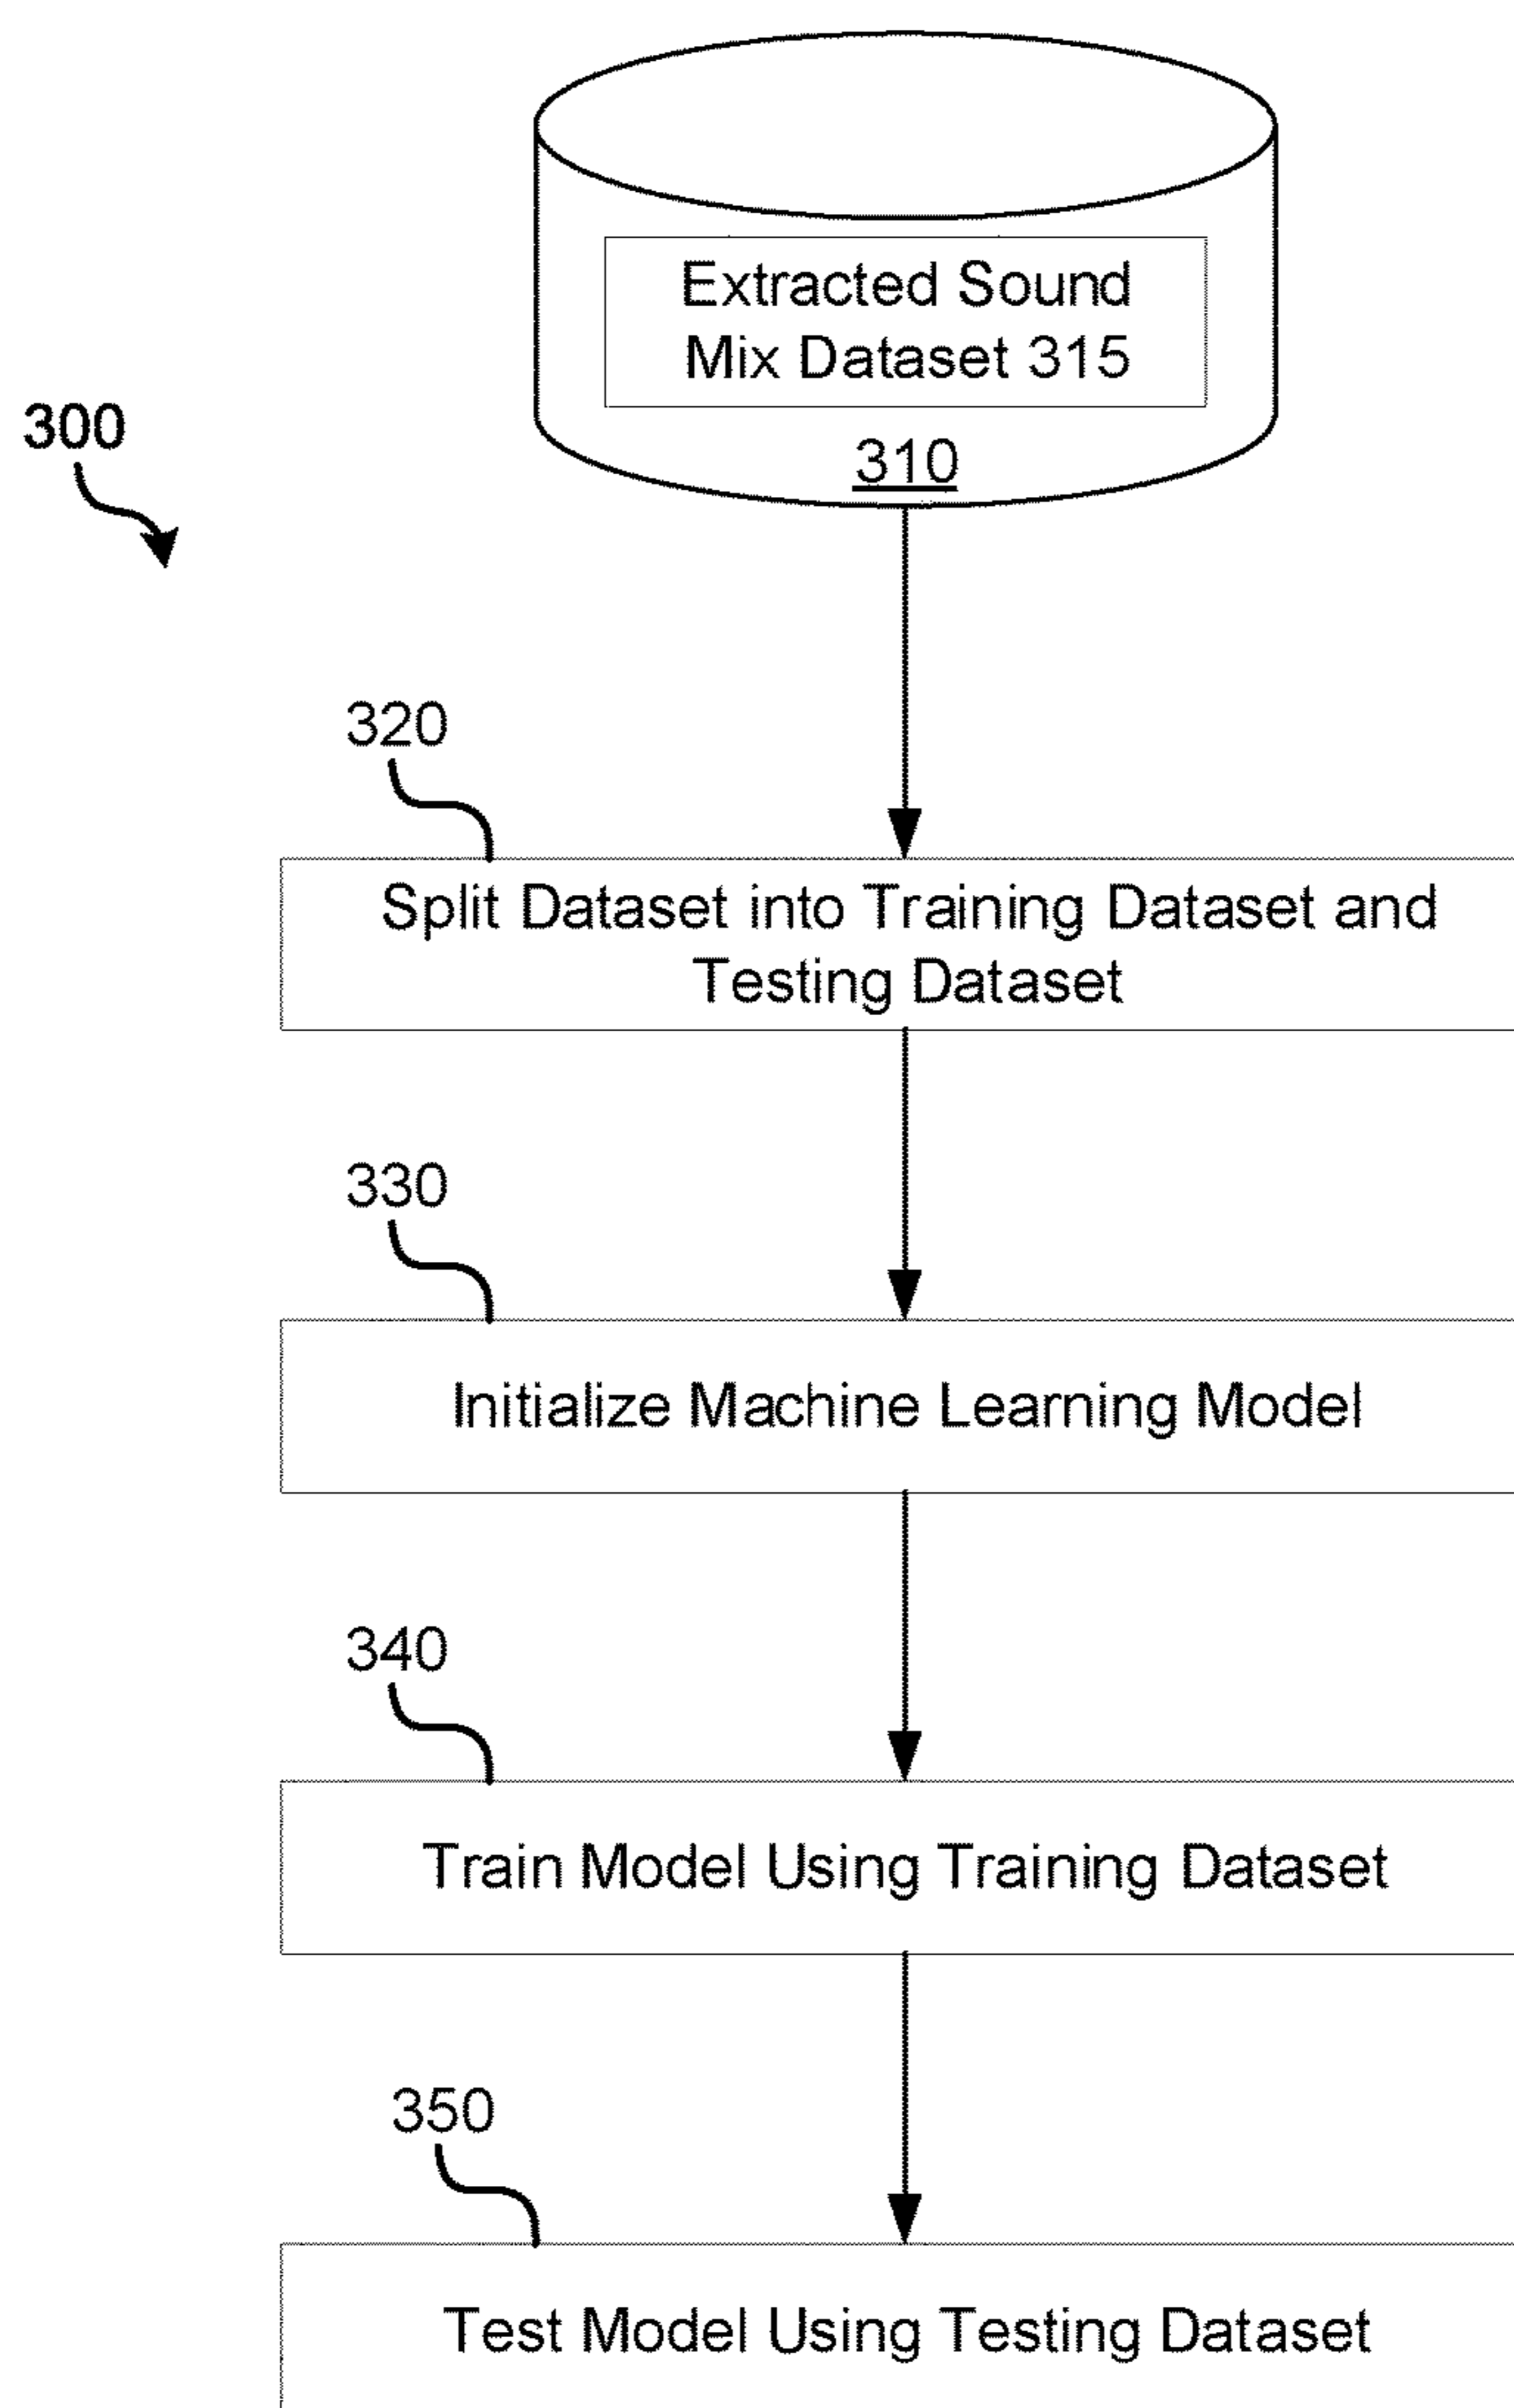 Extracted Sound
Mix Dataset 315
310
300
320
Split Dataset into Training Dataset and
Testing Dataset
330
Initialize Machine Learning Model
340
Train Model Using Training Dataset
350
Test Model Using Testing Dataset